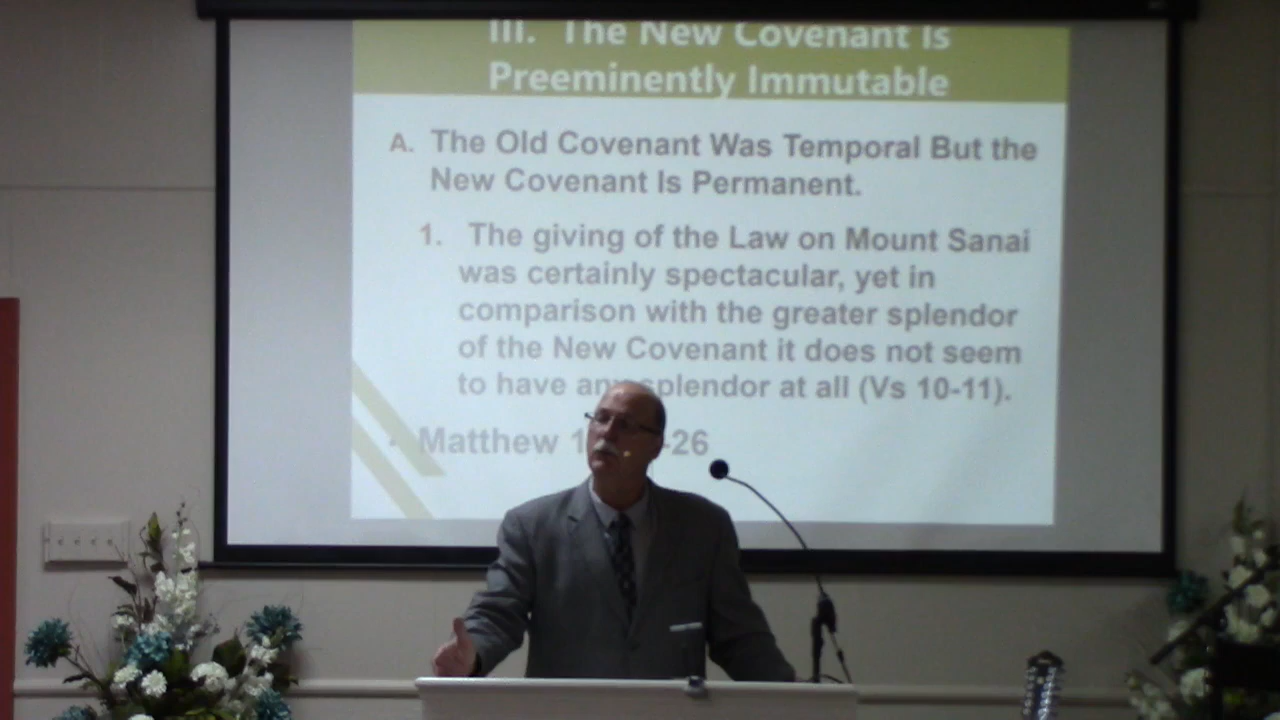 III. The New Covenant Is
Preeminently Immutable
A. The Old Covenant Was Temporal But the
New Covenant Is Permanent.
1. The giving of the Law on Mount Sanai
was certainly spectacular, yet in
comparison with the greater splendor
of the New Covenant it does not seem
to have any splendor at all (Vs 10-11).
Matthew -26